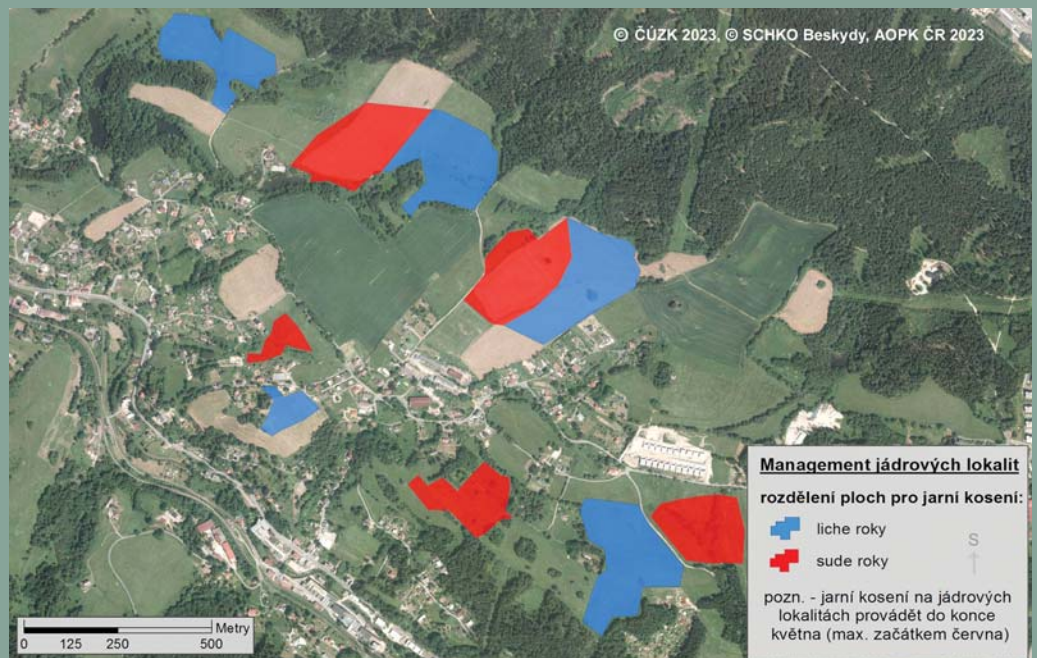 © ČÚZK 2023, © SCHKO Beskydy, AOPK ČR 2023
Management jádrových lokalit
rozdělení ploch pro jarní kosení:
liche roky
sude roky
S
pozn. - jarní kosení na jádrových
lokalitách provádět do konce
května (max. začátkem června)
Metry
0 125 250 500